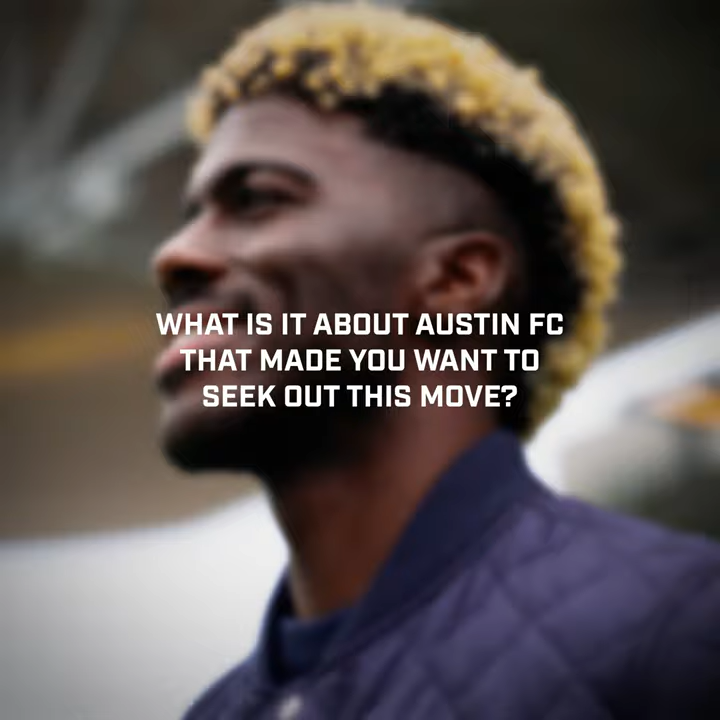 WHAT IS IT ABOUT AUSTIN FC
THAT MADE YOU WANT TO
SEEK OUT THIS MOVE?